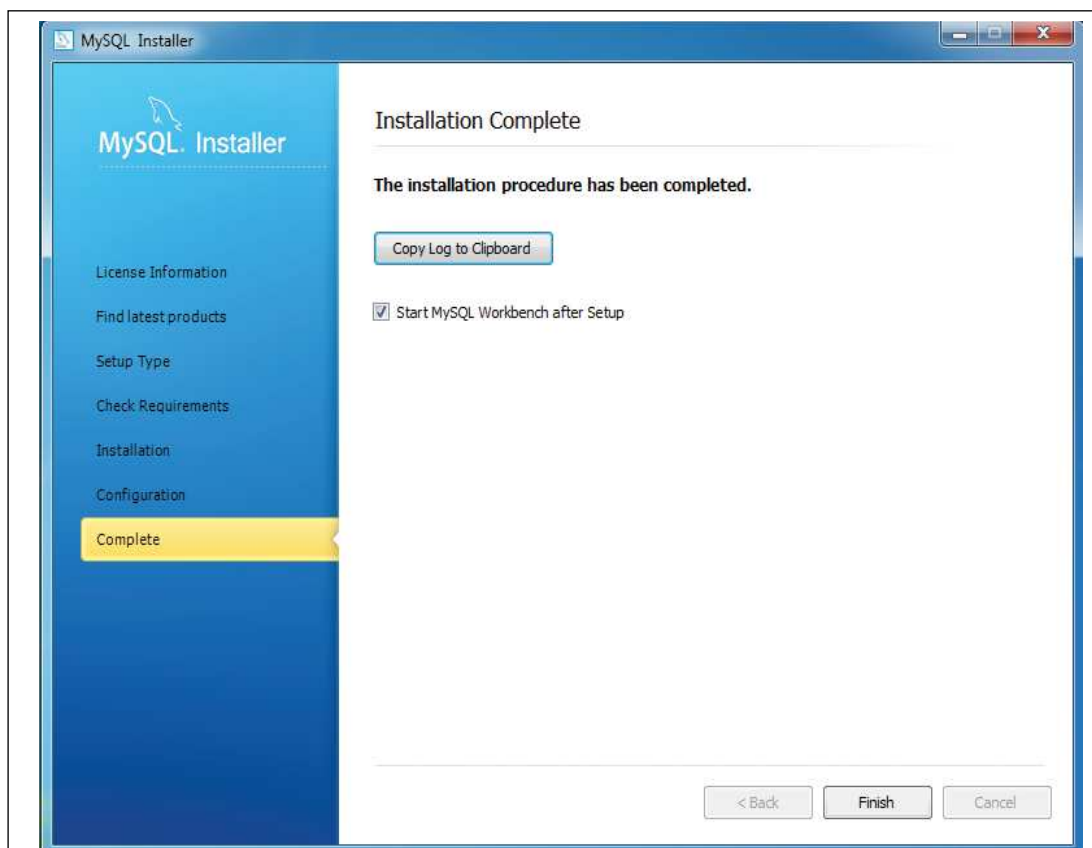 MySQL Installer
MySQL. Installer
License Information
Find latest products
Setup Type
Check Requirements
Installation
Configuration
Complete
Installation Complete
The installation procedure has been completed.
Copy Log to Clipboard
Start MySQL Workbench after Setup
< Back
Finish
Cancel